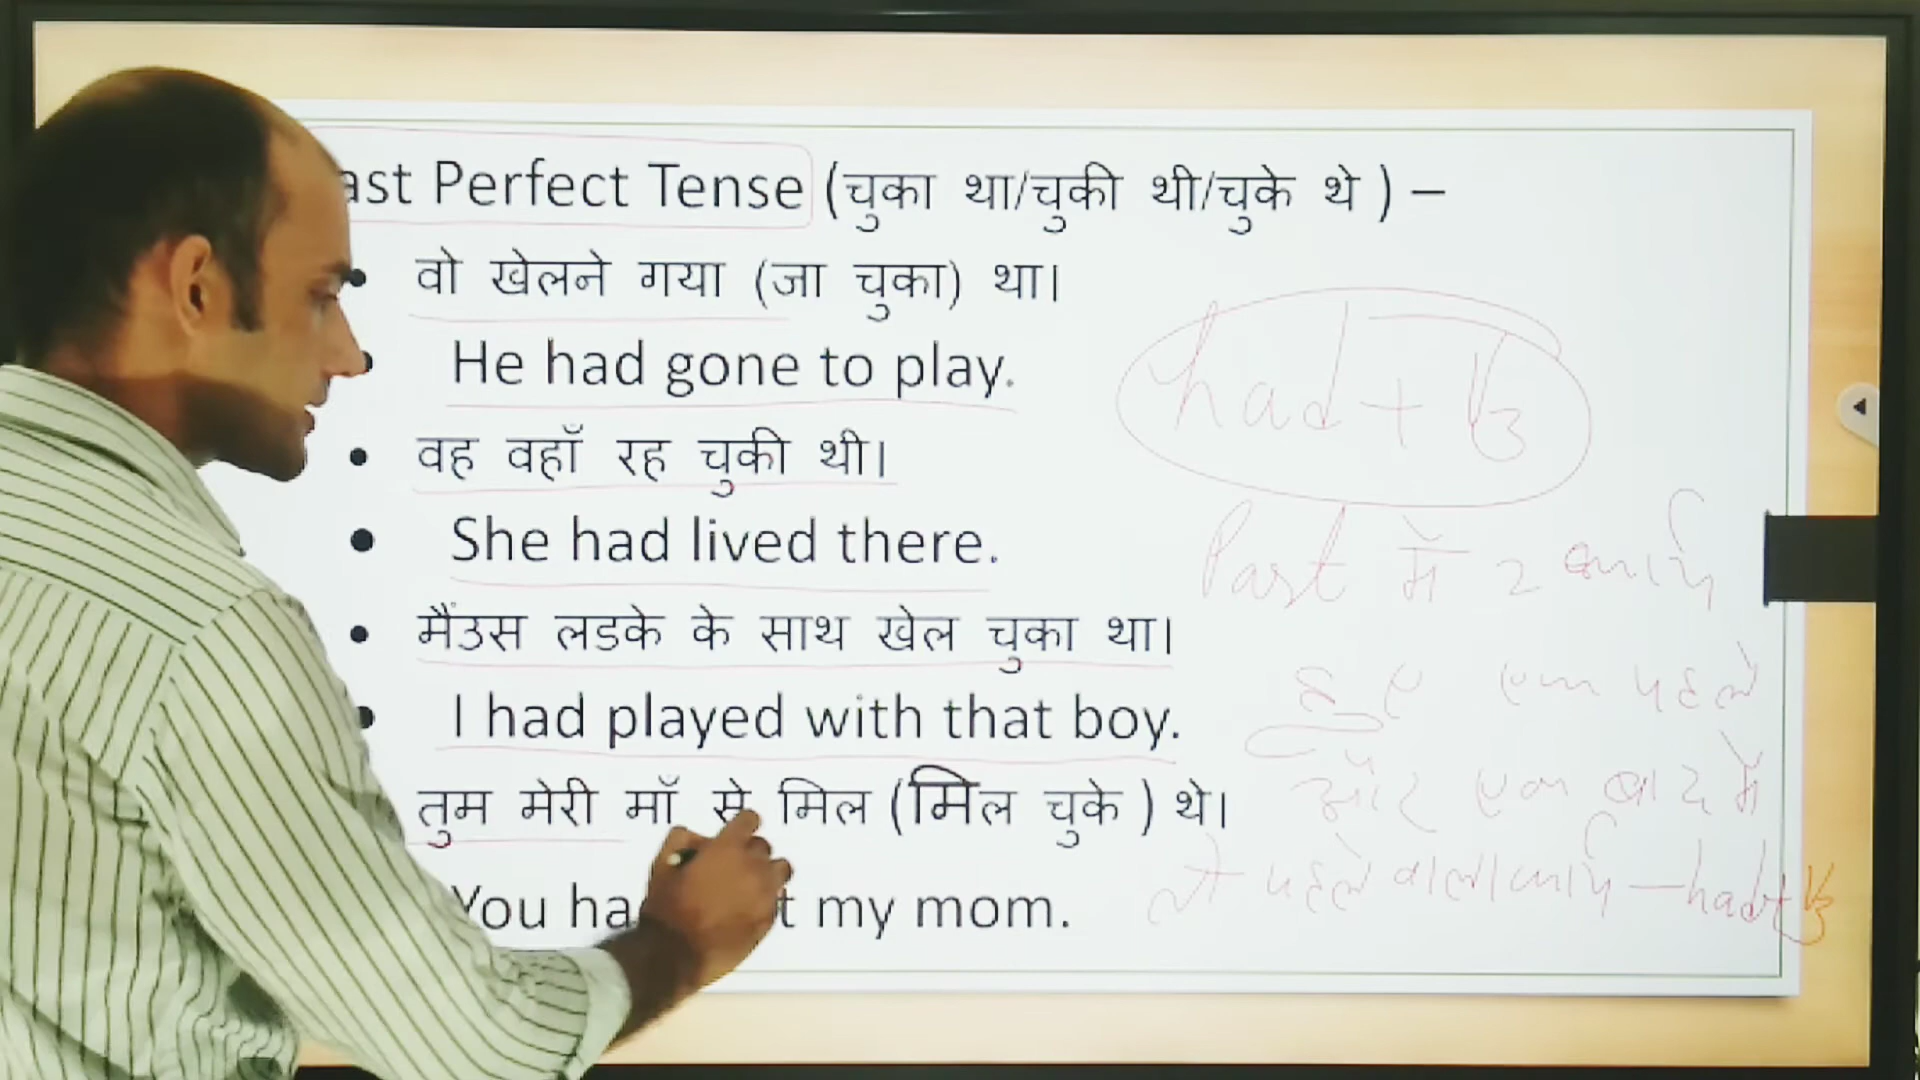 ast Perfect Tense (चुका था/चुकी थी/चुके थे ) –
• वो खेलने गया (जा चुका) था।
He had gone to play.
• वह वहाँ रह चुकी थी।
• She had lived there.
• मैंउस लडके के साथ खेल चुका था।
I had played with that boy.
तुम मेरी माँ से मिल (मिल चुके ) थे।
You ha t my mom.
had + V3
Past में 2 कार्य
हुए एक पहले
और एक बाद में
तो पहले वाला कार्य — had + V3